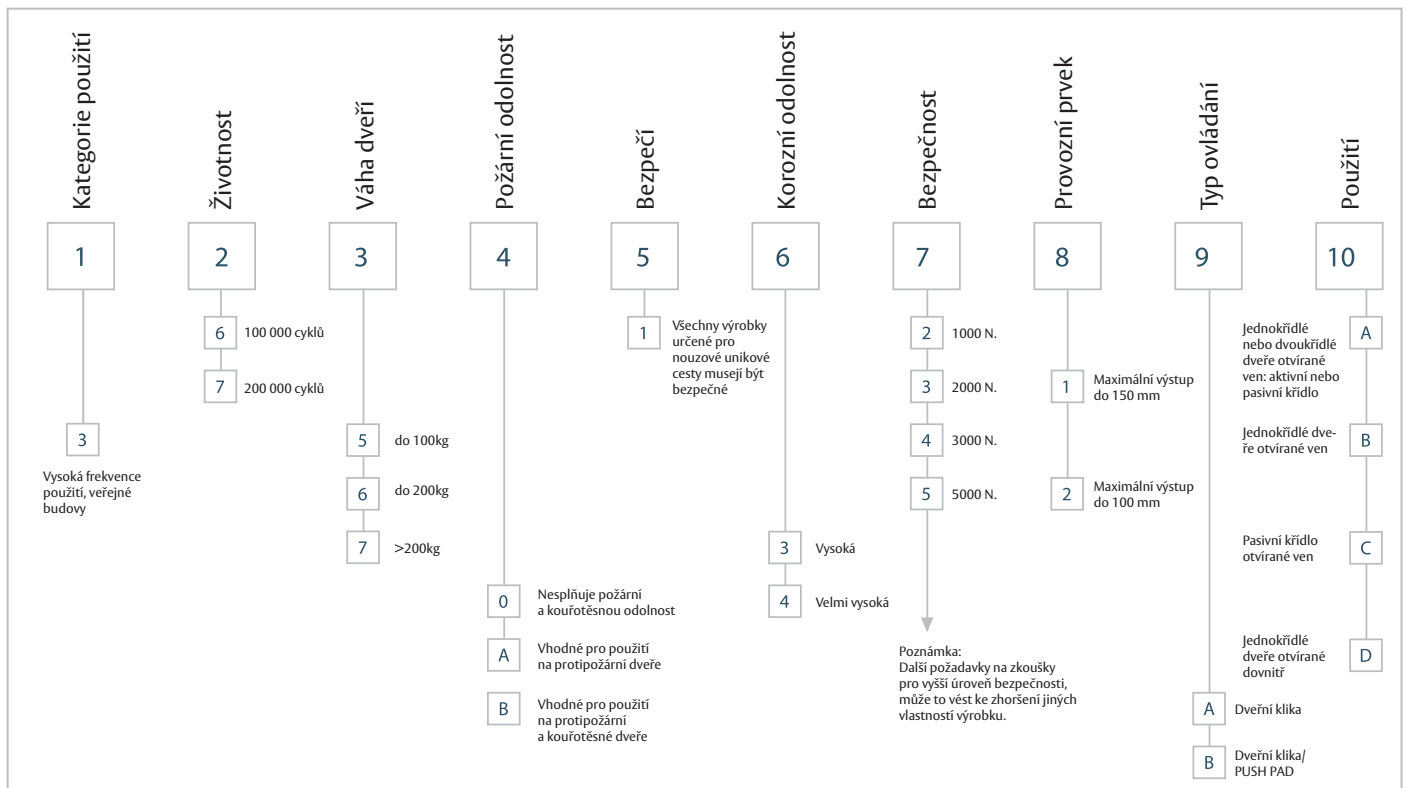 Kategorie použití
Životnost
Váha dveří
Požární odolnost
Bezpečí
Korozní odolnost
Bezpečnost
Provozní prvek
Typ ovládání
Použití
1
2
3
4
5
6
7
8
9
10
3
Vysoká frekvence
použití, veřejné
budovy
6
100 000 cyklů
7
200 000 cyklů
5
do 100kg
6
do 200kg
7
>200kg
0
Nesplňuje požární
a kouřotěsnou odolnost
A
Vhodné pro použití
na protipožární dveře
B
Vhodné pro použití
na protipožární
a kouřotěsné dveře
1
Všechny výrobky
určené pro
nouzové unikové
cesty musejí být
bezpečné
3
Vysoká
4
Velmi vysoká
2
1000 N.
3
2000 N.
4
3000 N.
5
5000 N.
Poznámka:
Další požadavky na zkoušky
pro vyšší úroveň bezpečnosti,
může to vést ke zhoršení jiných
vlastností výrobku.
1
Maximální výstup
do 150 mm
2
Maximální výstup
do 100 mm
A
Dveřní klika
B
Dveřní klika/
PUSH PAD
Jednokřídlé
nebo dvoukřídlé
dveře otvírané
ven: aktivní nebo
pasivní křídlo
A
Jednokřídlé dve-
ře otvírané ven
B
Pasivní křídlo
otvírané ven
C
Jednokřídlé
dveře otvírané
dovnitř
D